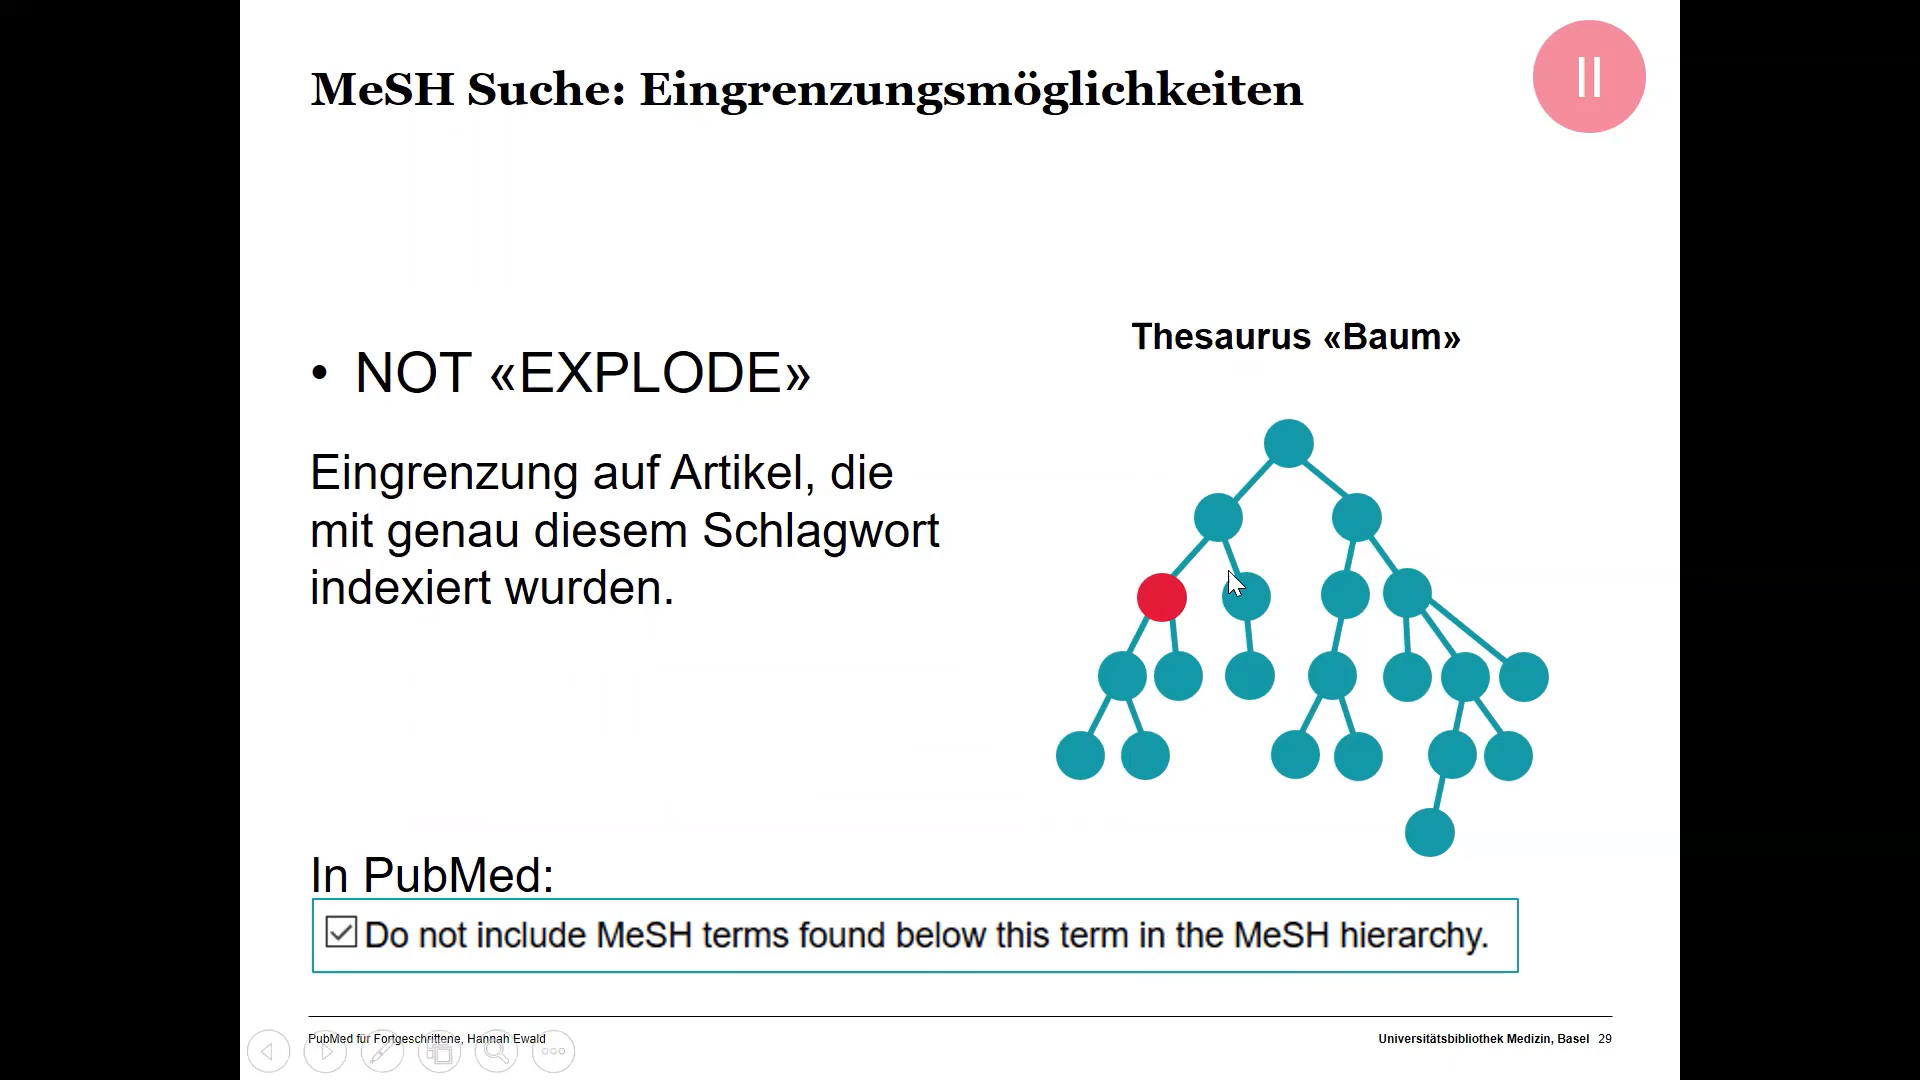 MeSH Suche: Eingrenzungsmöglichkeiten
• NOT «EXPLODE»
Eingrenzung auf Artikel, die
mit genau diesem Schlagwort
indexiert wurden.
Thesaurus «Baum»
In PubMed:
Do not include MeSH terms found below this term in the MeSH hierarchy.
PubMed für Fortgeschrittene, Hannah Ewald
Universitätsbibliothek Medizin, Basel 29